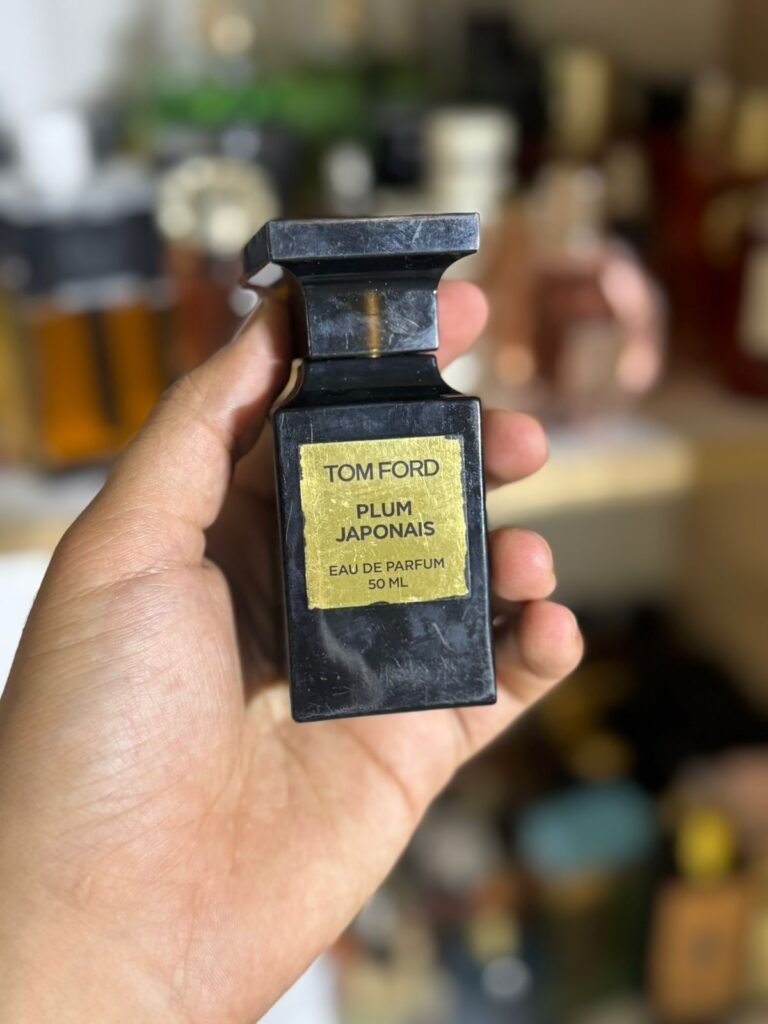 TOM FORD
PLUM
JAPONAIS
EAU DE PARFUM
50 ML